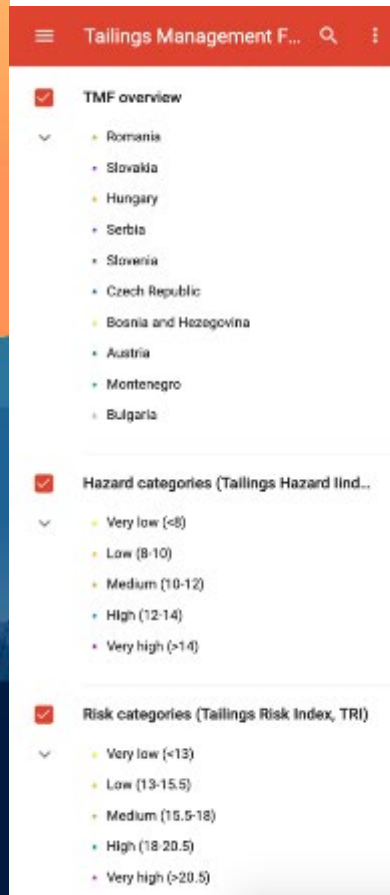 Tailings Management F...
TMF overview
Romania
Slovakia
Hungary
Serbia
Slovenia
Czech Republic
Bosnia and Hezegovina
Austria
Montenegro
Bulgaria
Hazard categories (Tailings Hazard Iind...
Very low (<8)
Low (8-10)
Medium (10-12)
High (12-14)
Very high (>14)
Risk categories (Tailings Risk Index, TRI)
Very low (<13)
Low (13-15.5)
Medium (15.5-18)
High (18-20.5)
Very high (>20.5)